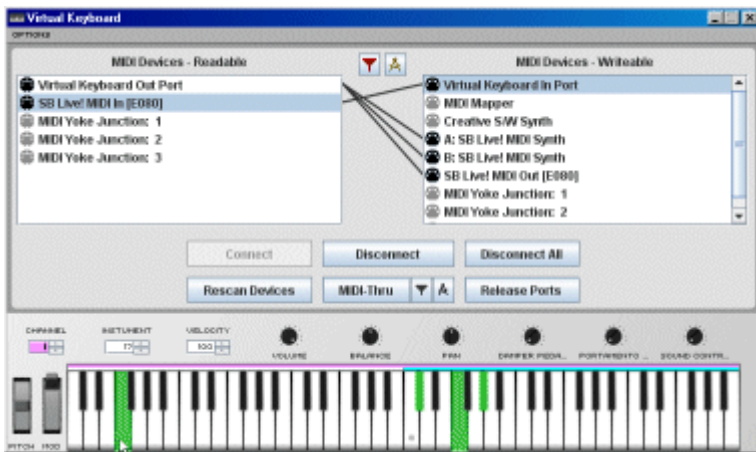 Virtual Keyboard
OPTIONS
MIDI Devices - Readable
MIDI Devices - Writeable
Virtual Keyboard Out Port
SB Live! MIDI In [E080]
MIDI Yoke Junction: 1
MIDI Yoke Junction: 2
MIDI Yoke Junction: 3
Virtual Keyboard In Port
MIDI Mapper
Creative S/W Synth
A: SB Live! MIDI Synth
B: SB Live! MIDI Synth
SB Live! MIDI Out [E080]
MIDI Yoke Junction: 1
MIDI Yoke Junction: 2
Connect
Disconnect
Disconnect All
Rescan Devices
MIDI-Thru
Release Ports
CHANNEL
INSTUMENT
VELOCITY
1
17
100
VOLUME
BALANCE
PAN
DAMPER PEDA...
PORTAMENTO ...
SOUND CONTR...
PITCH
MOD